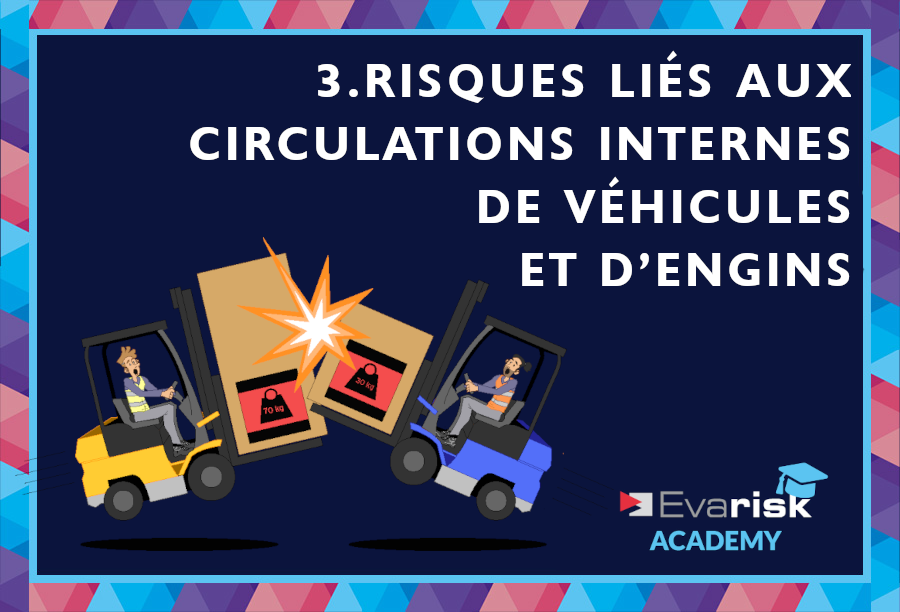 3.RISQUES LIÉS AUX
CIRCULATIONS INTERNES
DE VÉHICULES
ET D’ENGINS
70 kg
30 kg
Evarisk
ACADEMY